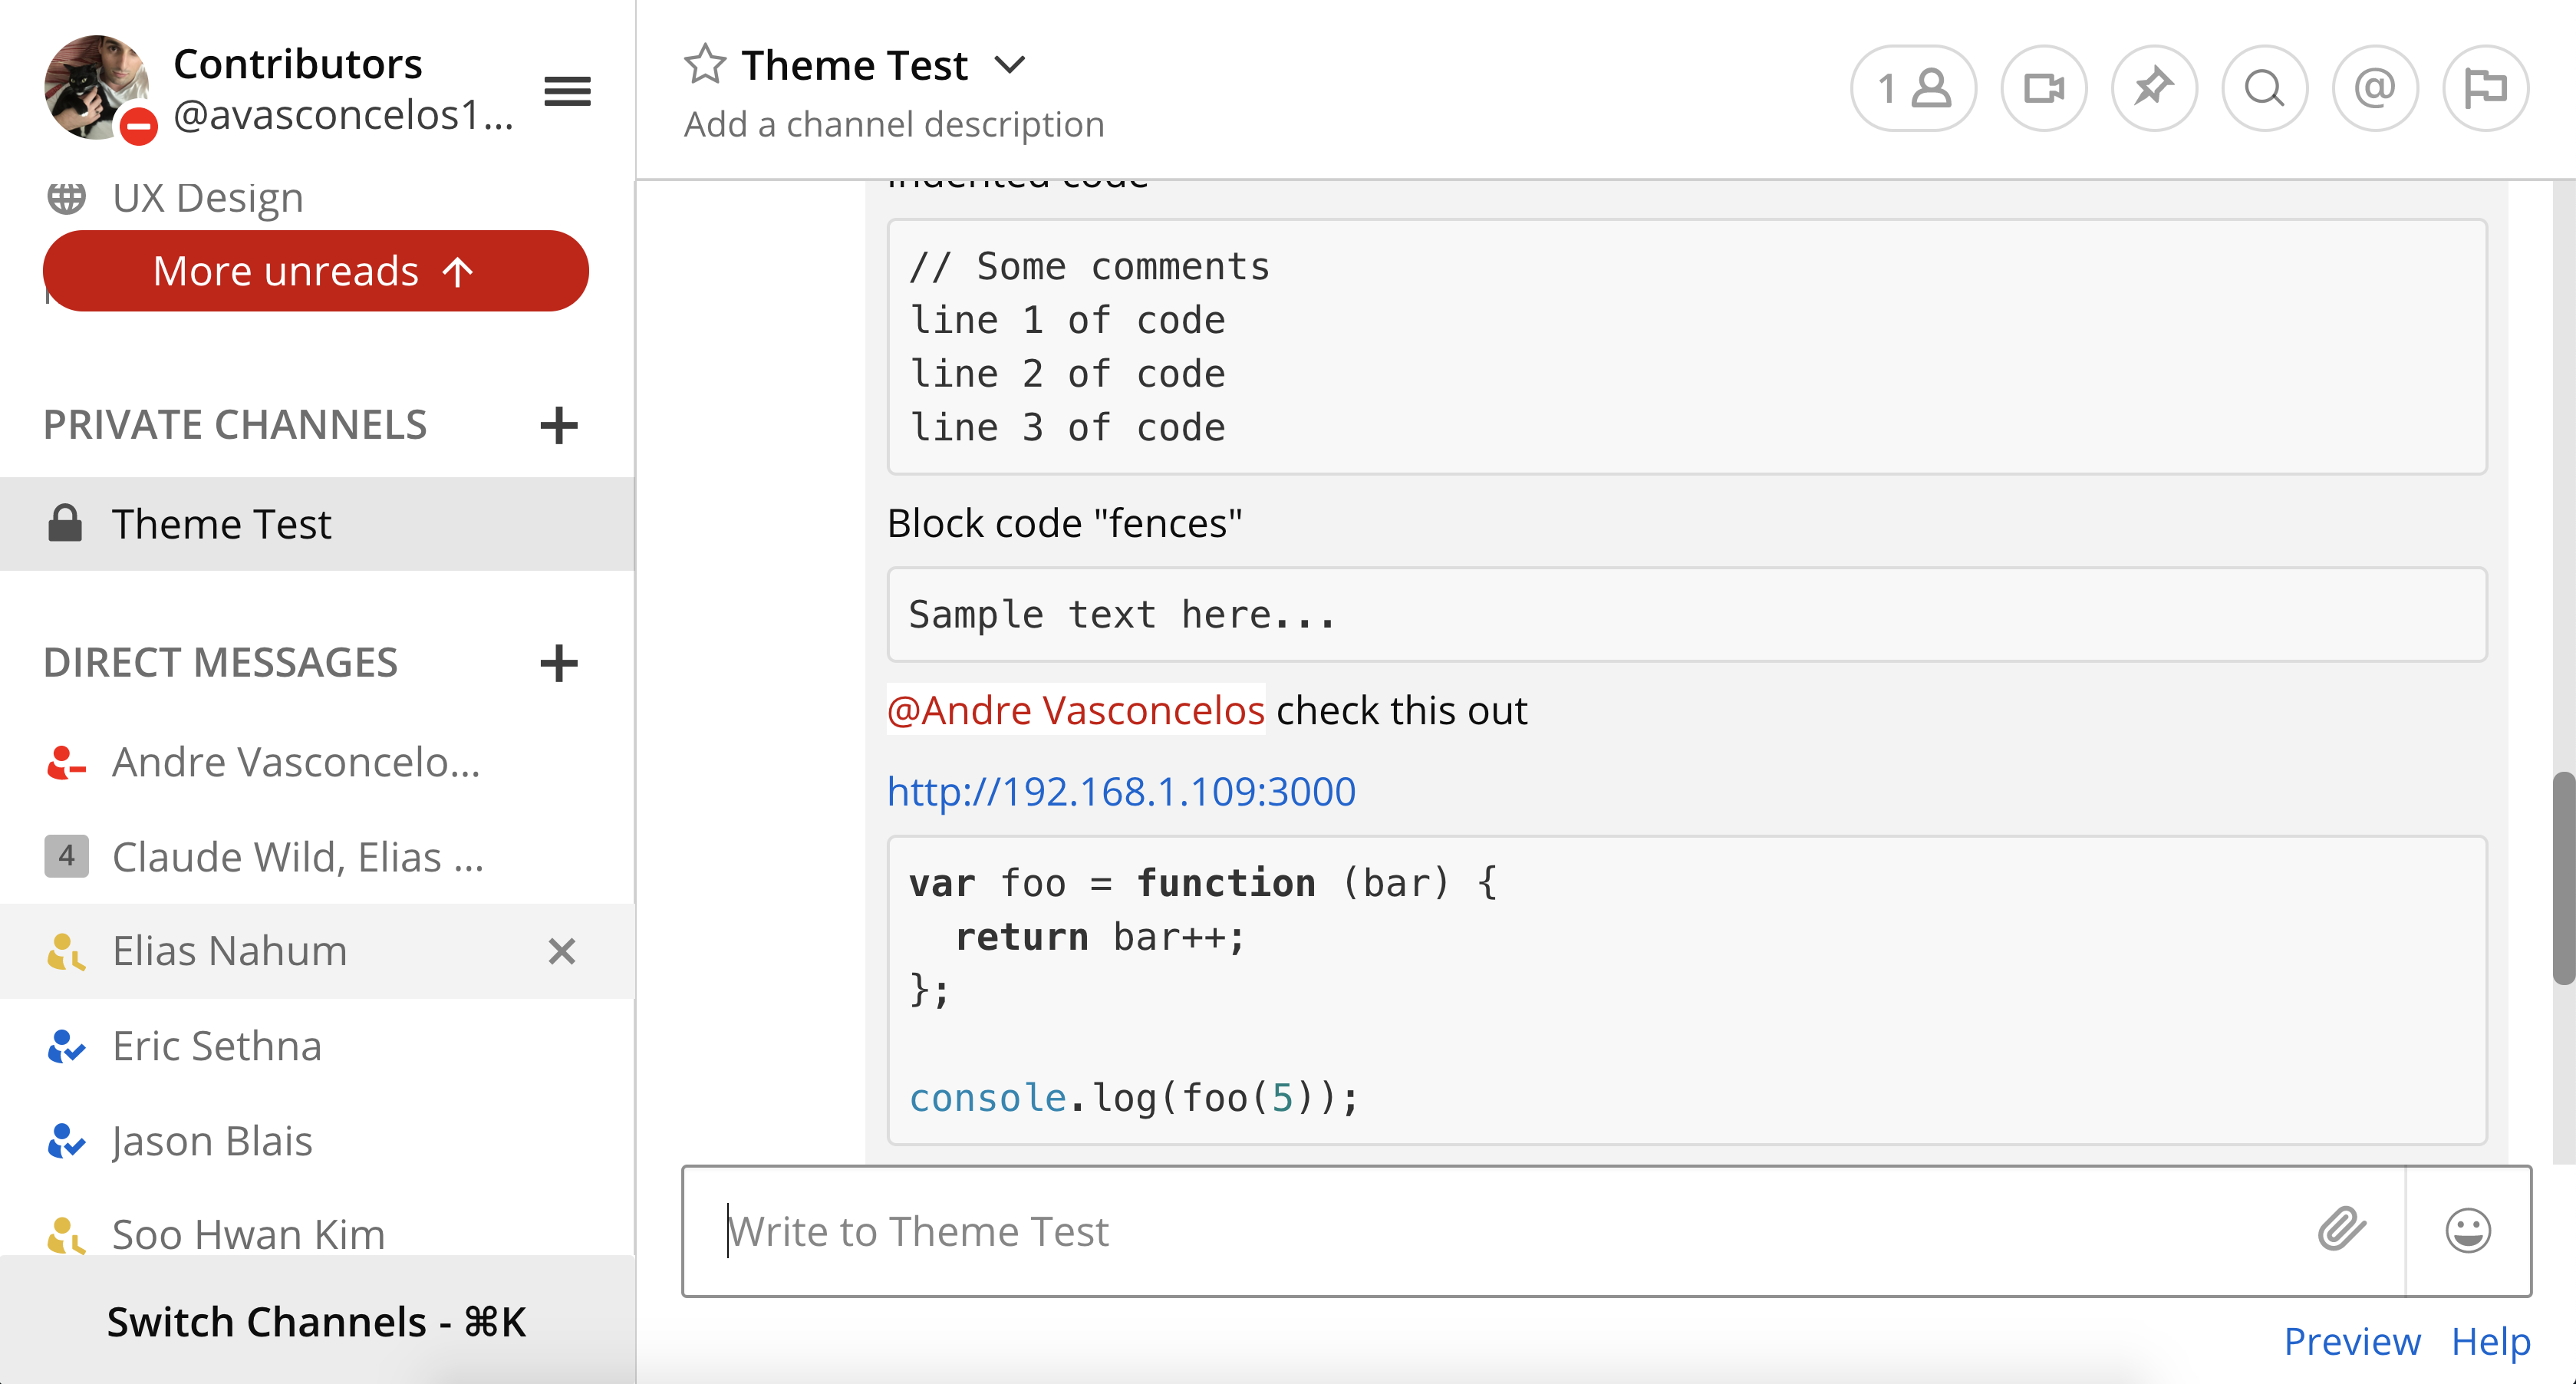 Contributors
@avasconcelos1...
UX Design
More unreads
PRIVATE CHANNELS
Theme Test
DIRECT MESSAGES
Andre Vasconcelo...
4 Claude Wild, Elias ...
Elias Nahum
Eric Sethna
Jason Blais
Soo Hwan Kim
Switch Channels - ⌘K
Theme Test
Add a channel description
1
@
Indented code
// Some comments
line 1 of code
line 2 of code
line 3 of code
Block code "fences"
Sample text here...
@Andre Vasconcelos check this out
http://192.168.1.109:3000
var foo = function (bar) {
  return bar++;
};
console.log(foo(5));
Write to Theme Test
Preview Help